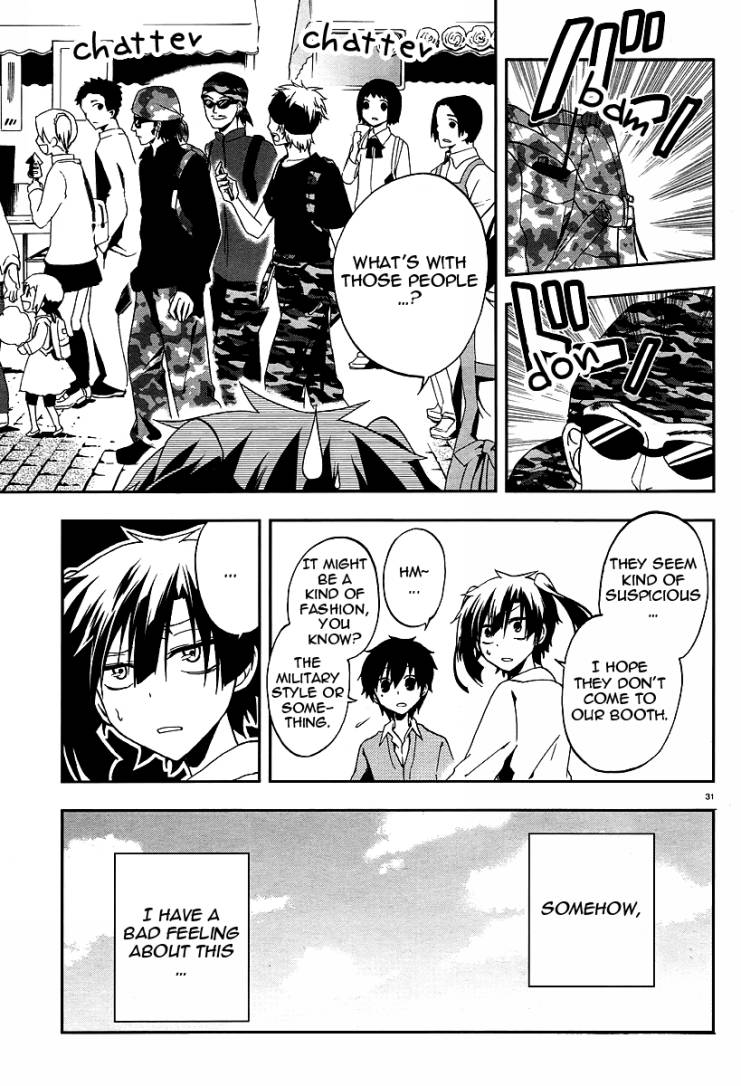 bam
don
chatter
chatter
WHAT'S WITH
THOSE PEOPLE
...?
THEY SEEM
KIND OF
SUSPICIOUS
...
I HOPE
THEY DON'T
COME TO
OUR BOOTH.
HM~
...
IT MIGHT
BE A
KIND OF
FASHION,
YOU
KNOW?
THE
MILITARY
STYLE OR
SOME-
THING.
...
31
SOMEHOW,
I HAVE A
BAD FEELING
ABOUT THIS
...